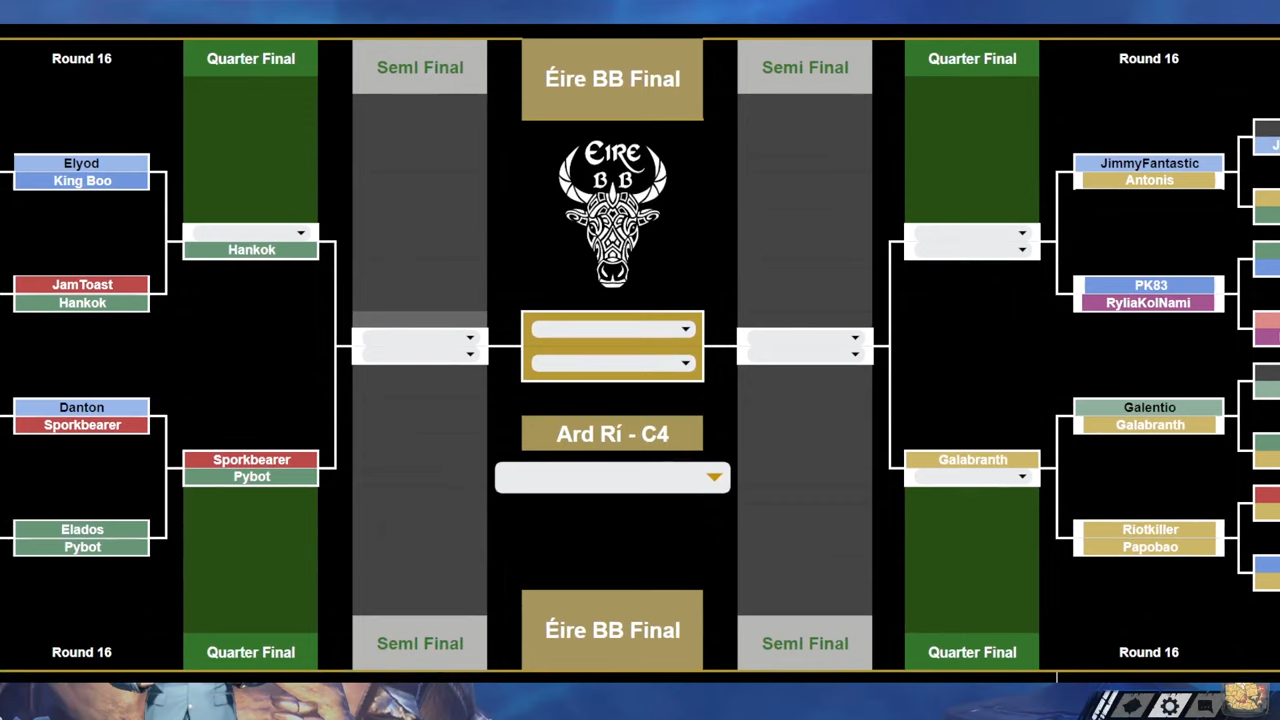 Round 16
Quarter Final
SemI Final
Éire BB Final
Semi Final
Quarter Final
Round 16
EIRE
B B
Elyod
King Boo
JamToast
Hankok
Danton
Sporkbearer
Elados
Pybot
Hankok
Sporkbearer
Pybot
Ard Rí - C4
Galabranth
JimmyFantastic
Antonis
PK83
RyliaKolNami
Galentio
Galabranth
Riotkiller
Papobao
J
Round 16
Quarter Final
SemI Final
Éire BB Final
Semi Final
Quarter Final
Round 16